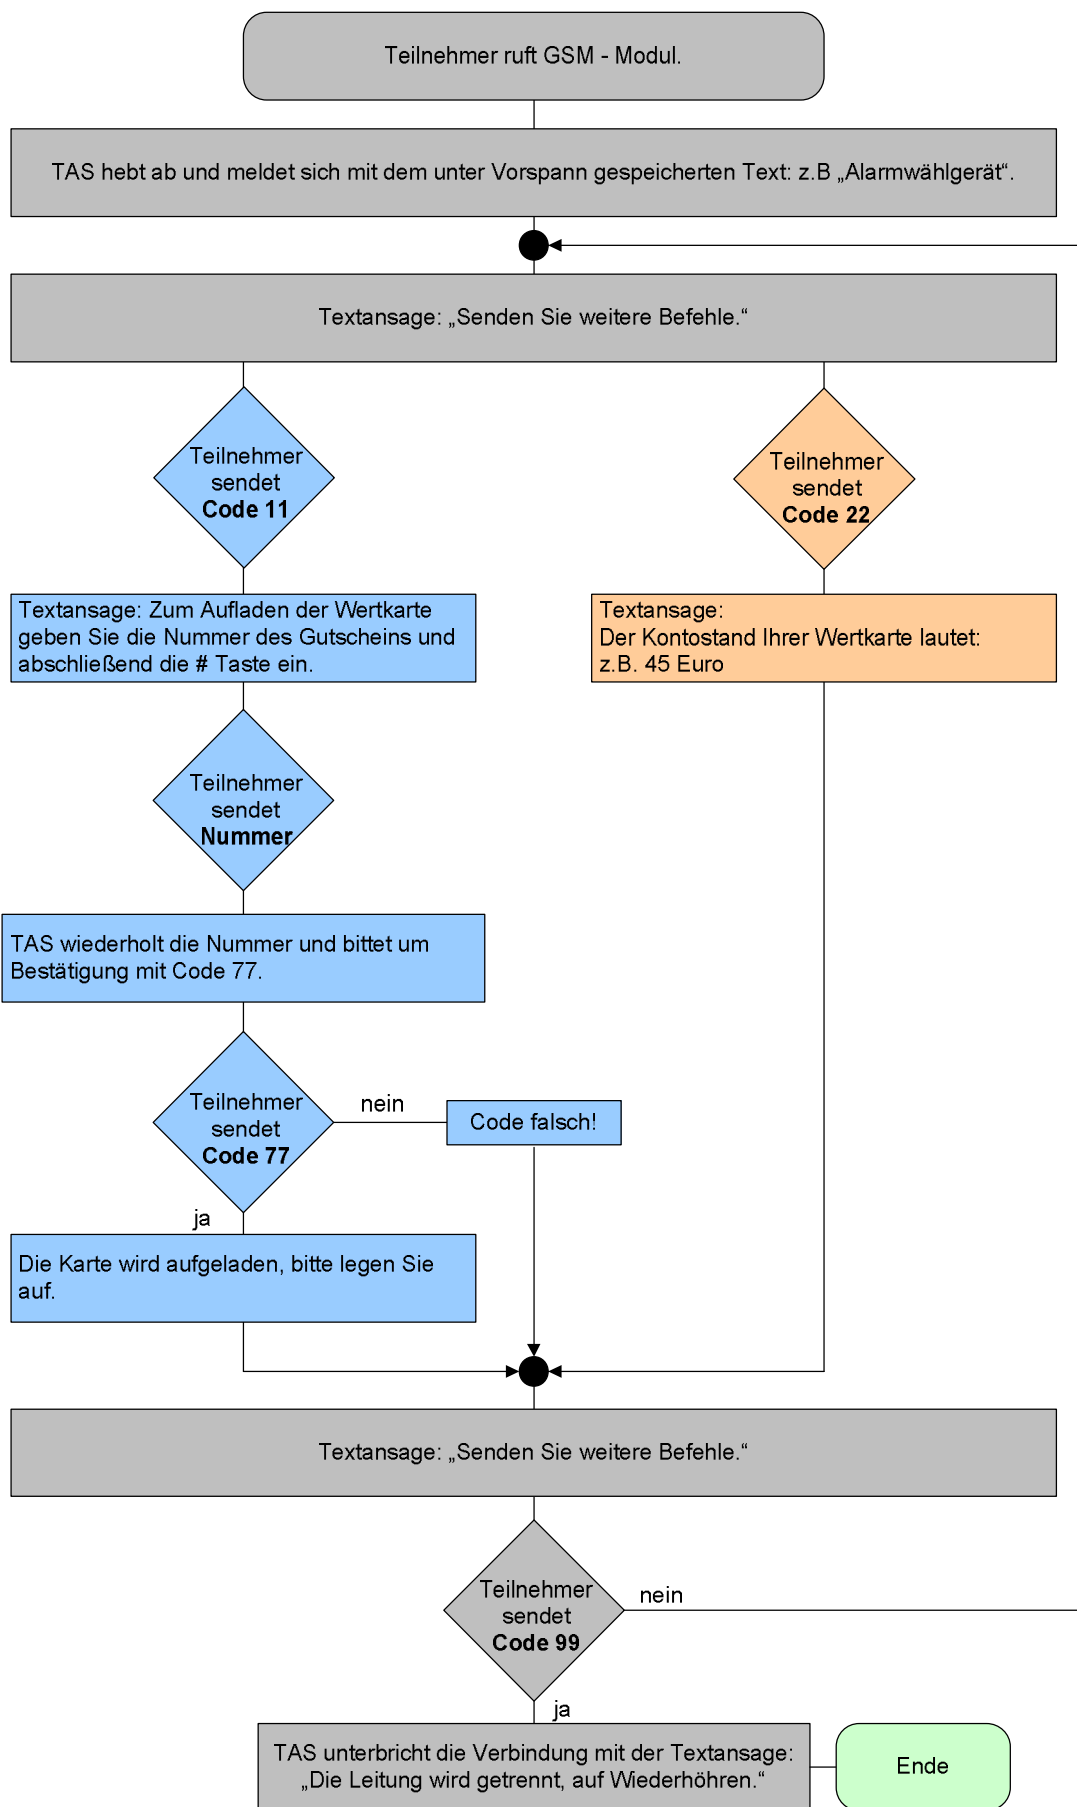 Teilnehmer ruft GSM - Modul.
TAS hebt ab und meldet sich mit dem unter Vorspann gespeicherten Text: z.B „Alarmwählgerät“.
Textansage: „Senden Sie weitere Befehle.“
Teilnehmer
sendet
Code 11
Teilnehmer
sendet
Code 22
Textansage: Zum Aufladen der Wertkarte
geben Sie die Nummer des Gutscheins und
abschließend die # Taste ein.
Textansage:
Der Kontostand Ihrer Wertkarte lautet:
z.B. 45 Euro
Teilnehmer
sendet
Nummer
TAS wiederholt die Nummer und bittet um
Bestätigung mit Code 77.
Teilnehmer
sendet
Code 77
nein
Code falsch!
ja
Die Karte wird aufgeladen, bitte legen Sie
auf.
Textansage: „Senden Sie weitere Befehle.“
Teilnehmer
sendet
Code 99
nein
ja
TAS unterbricht die Verbindung mit der Textansage:
„Die Leitung wird getrennt, auf Wiederhöhren.“
Ende